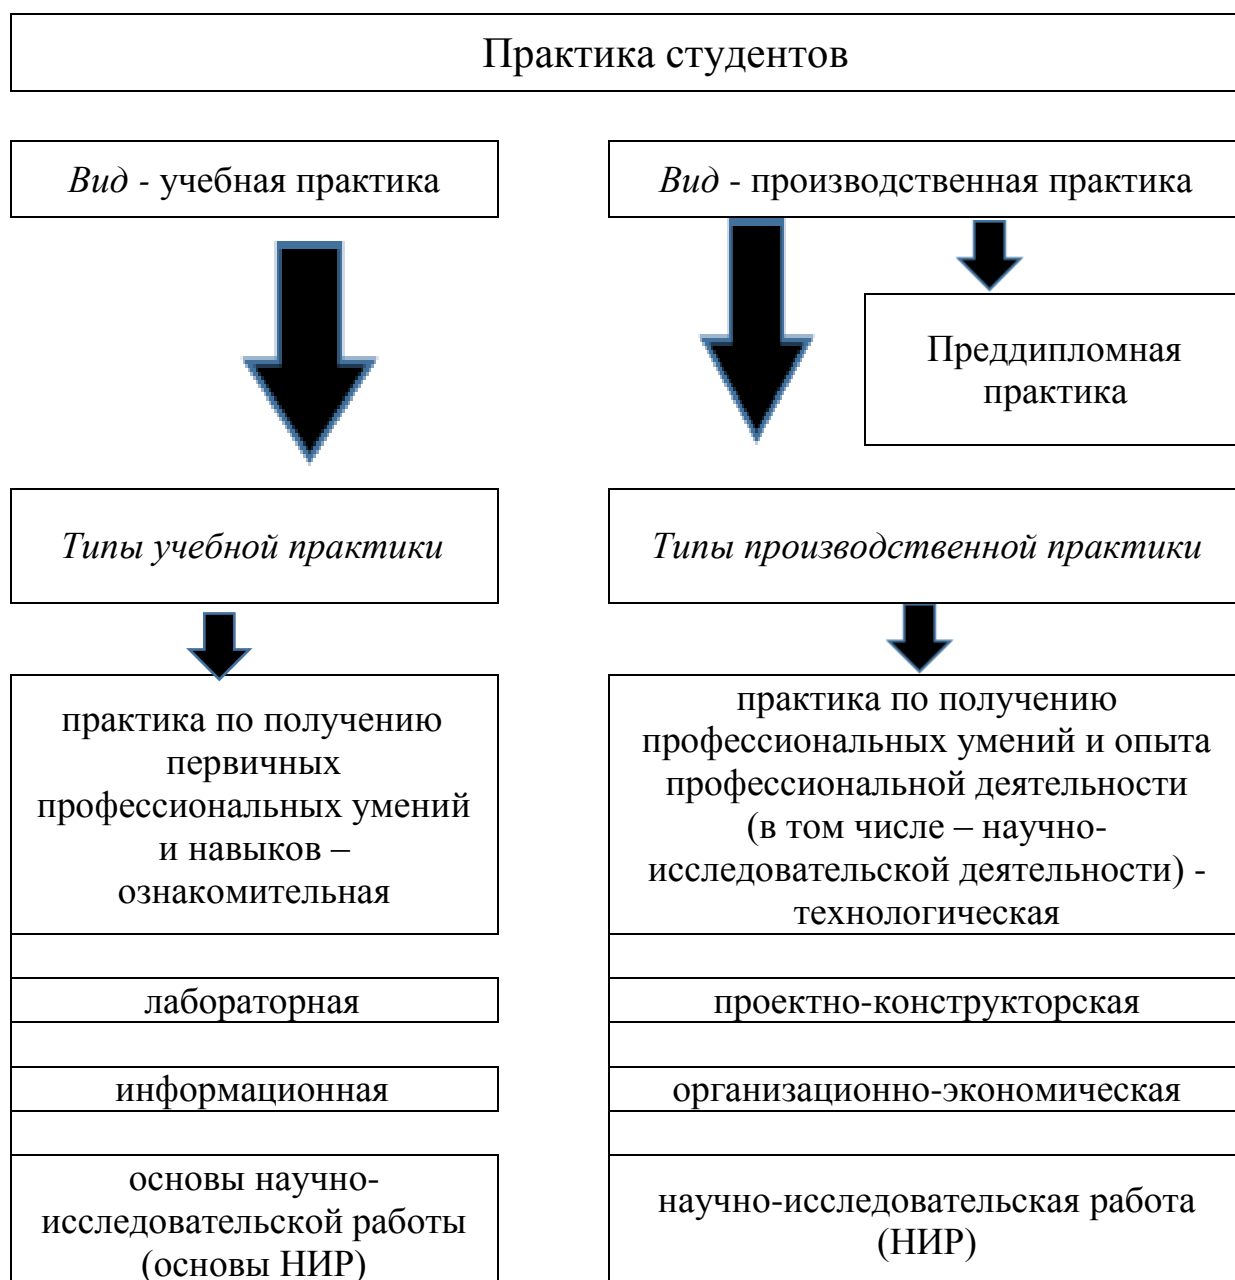 Практика студентов
Вид - учебная практика
Вид - производственная практика
Преддипломная
практика
Типы учебной практики
Типы производственной практики
практика по получению
первичных
профессиональных умений
и навыков –
ознакомительная
практика по получению
профессиональных умений и опыта
профессиональной деятельности
(в том числе – научно-
исследовательской деятельности) -
технологическая
лабораторная
проектно-конструкторская
информационная
организационно-экономическая
основы научно-
исследовательской работы
(основы НИР)
научно-исследовательская работа
(НИР)